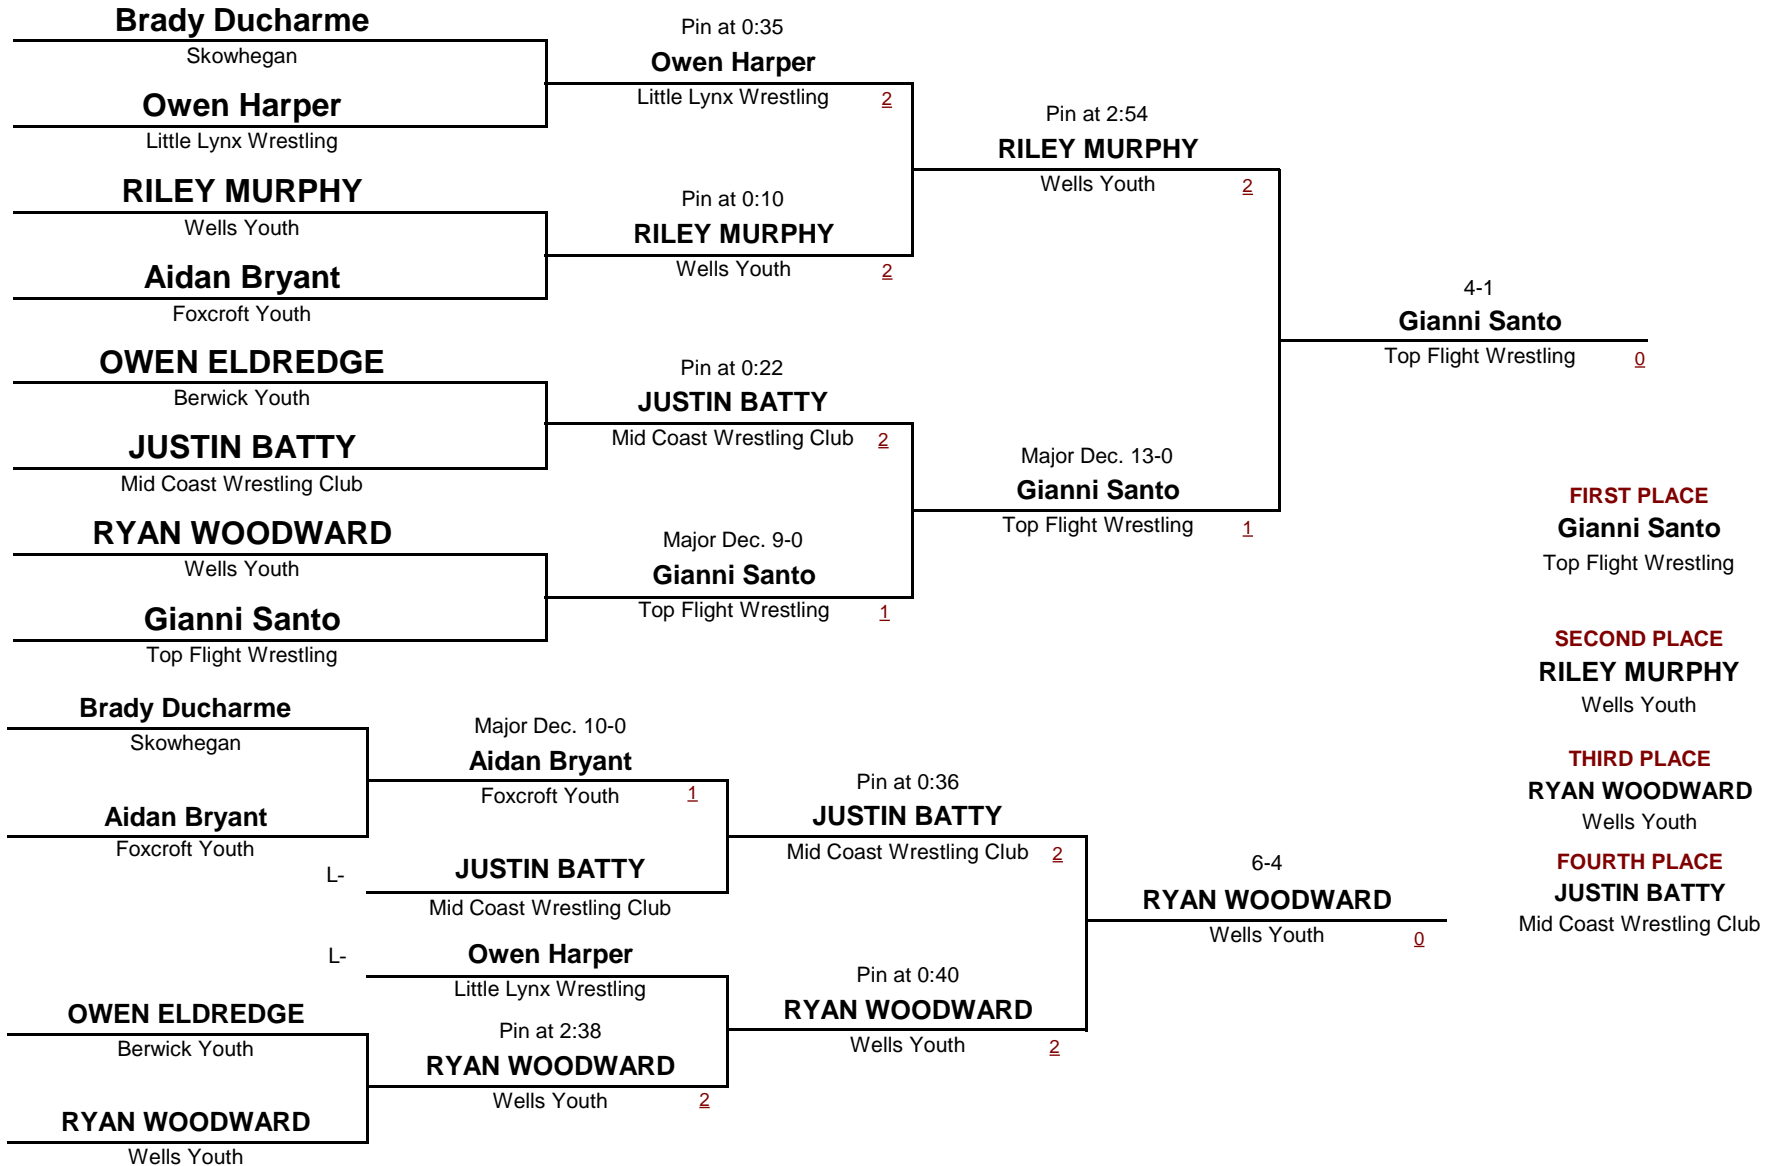 Brady Ducharme
Skowhegan
Owen Harper
Little Lynx Wrestling
RILEY MURPHY
Wells Youth
Aidan Bryant
Foxcroft Youth
OWEN ELDREDGE
Berwick Youth
JUSTIN BATTY
Mid Coast Wrestling Club
RYAN WOODWARD
Wells Youth
Gianni Santo
Top Flight Wrestling
Pin at 0:35
Owen Harper
Little Lynx Wrestling 2
Pin at 0:10
RILEY MURPHY
Wells Youth 2
Pin at 0:22
JUSTIN BATTY
Mid Coast Wrestling Club 2
Major Dec. 9-0
Gianni Santo
Top Flight Wrestling 1
Pin at 2:54
RILEY MURPHY
Wells Youth 2
Major Dec. 13-0
Gianni Santo
Top Flight Wrestling 1
4-1
Gianni Santo
Top Flight Wrestling 0
FIRST PLACE
Gianni Santo
Top Flight Wrestling
SECOND PLACE
RILEY MURPHY
Wells Youth
THIRD PLACE
RYAN WOODWARD
Wells Youth
FOURTH PLACE
JUSTIN BATTY
Mid Coast Wrestling Club
Brady Ducharme
Skowhegan
Aidan Bryant
Foxcroft Youth
OWEN ELDREDGE
Berwick Youth
RYAN WOODWARD
Wells Youth
Major Dec. 10-0
Aidan Bryant
Foxcroft Youth 1
L- JUSTIN BATTY
Mid Coast Wrestling Club
L- Owen Harper
Little Lynx Wrestling
Pin at 2:38
RYAN WOODWARD
Wells Youth 2
Pin at 0:36
JUSTIN BATTY
Mid Coast Wrestling Club 2
Pin at 0:40
RYAN WOODWARD
Wells Youth 2
6-4
RYAN WOODWARD
Wells Youth 0